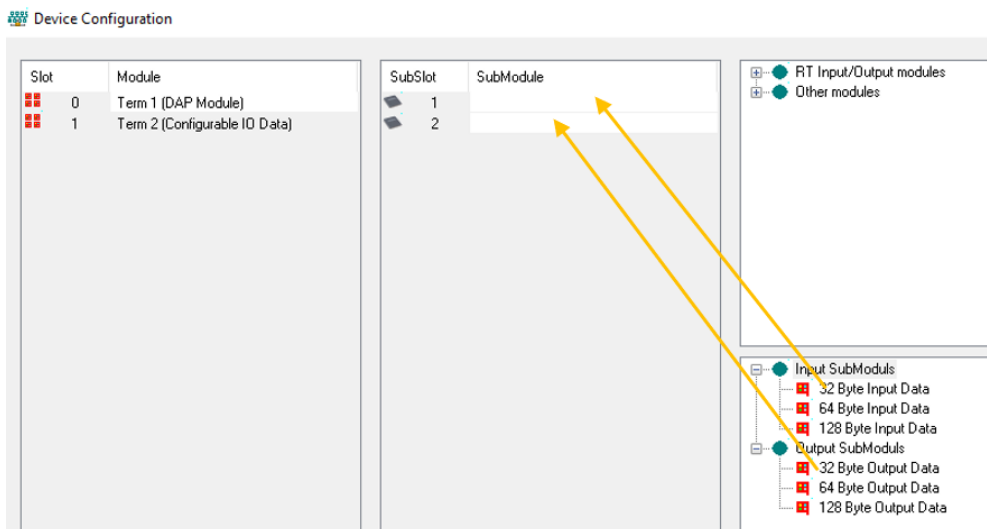 Device Configuration
Slot Module
0 Term 1 (DAP Module)
1 Term 2 (Configurable IO Data)
SubSlot SubModule
1
2
RT Input/Output modules
Other modules
Input SubModuls
32 Byte Input Data
64 Byte Input Data
128 Byte Input Data
Output SubModuls
32 Byte Output Data
64 Byte Output Data
128 Byte Output Data